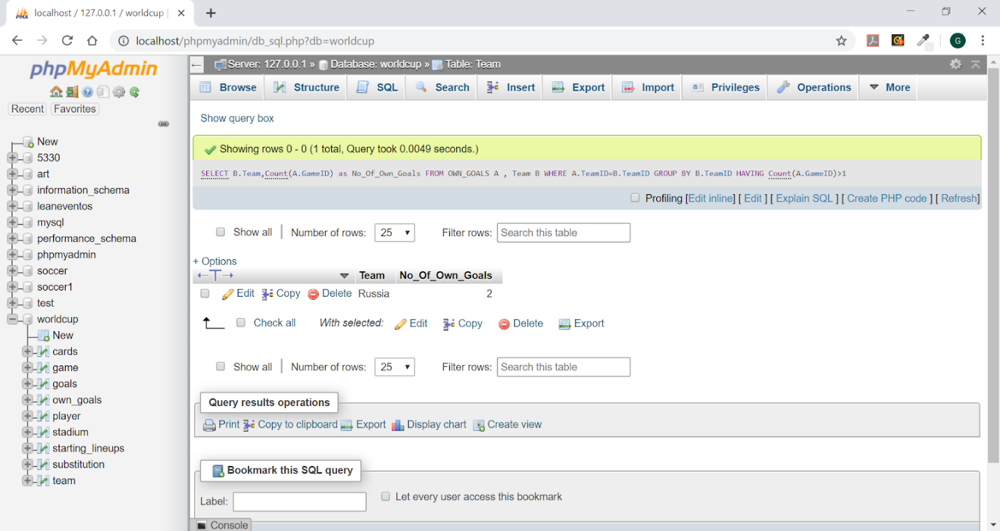 localhost / 127.0.0.1 / worldcup
localhost/phpmyadmin/db_sql.php?db=worldcup
G
phpMyAdmin
Recent Favorites
New
5330
art
information_schema
leaneventos
mysql
performance_schema
phpmyadmin
soccer
soccer1
test
worldcup
New
cards
game
goals
own_goals
player
stadium
starting_lineups
substitution
team
Server: 127.0.0.1 » Database: worldcup » Table: Team
Browse Structure SQL Search Insert Export Import Privileges Operations More
Show query box
Showing rows 0 - 0 (1 total, Query took 0.0049 seconds.)
SELECT B.Team,Count(A.GameID) as No_Of_Own_Goals FROM OWN_GOALS A , Team B WHERE A.TeamID=B.TeamID GROUP BY B.TeamID HAVING Count(A.GameID)>1
Profiling [Edit inline] [ Edit ] [ Explain SQL ] [ Create PHP code ] [ Refresh]
Show all | Number of rows: 25 Filter rows: Search this table
+ Options
←T→ Team No_Of_Own_Goals
Edit Copy Delete Russia 2
Check all With selected: Edit Copy Delete Export
Show all | Number of rows: 25 Filter rows: Search this table
Query results operations
Print Copy to clipboard Export Display chart Create view
Bookmark this SQL query
Label: Let every user access this bookmark
Console